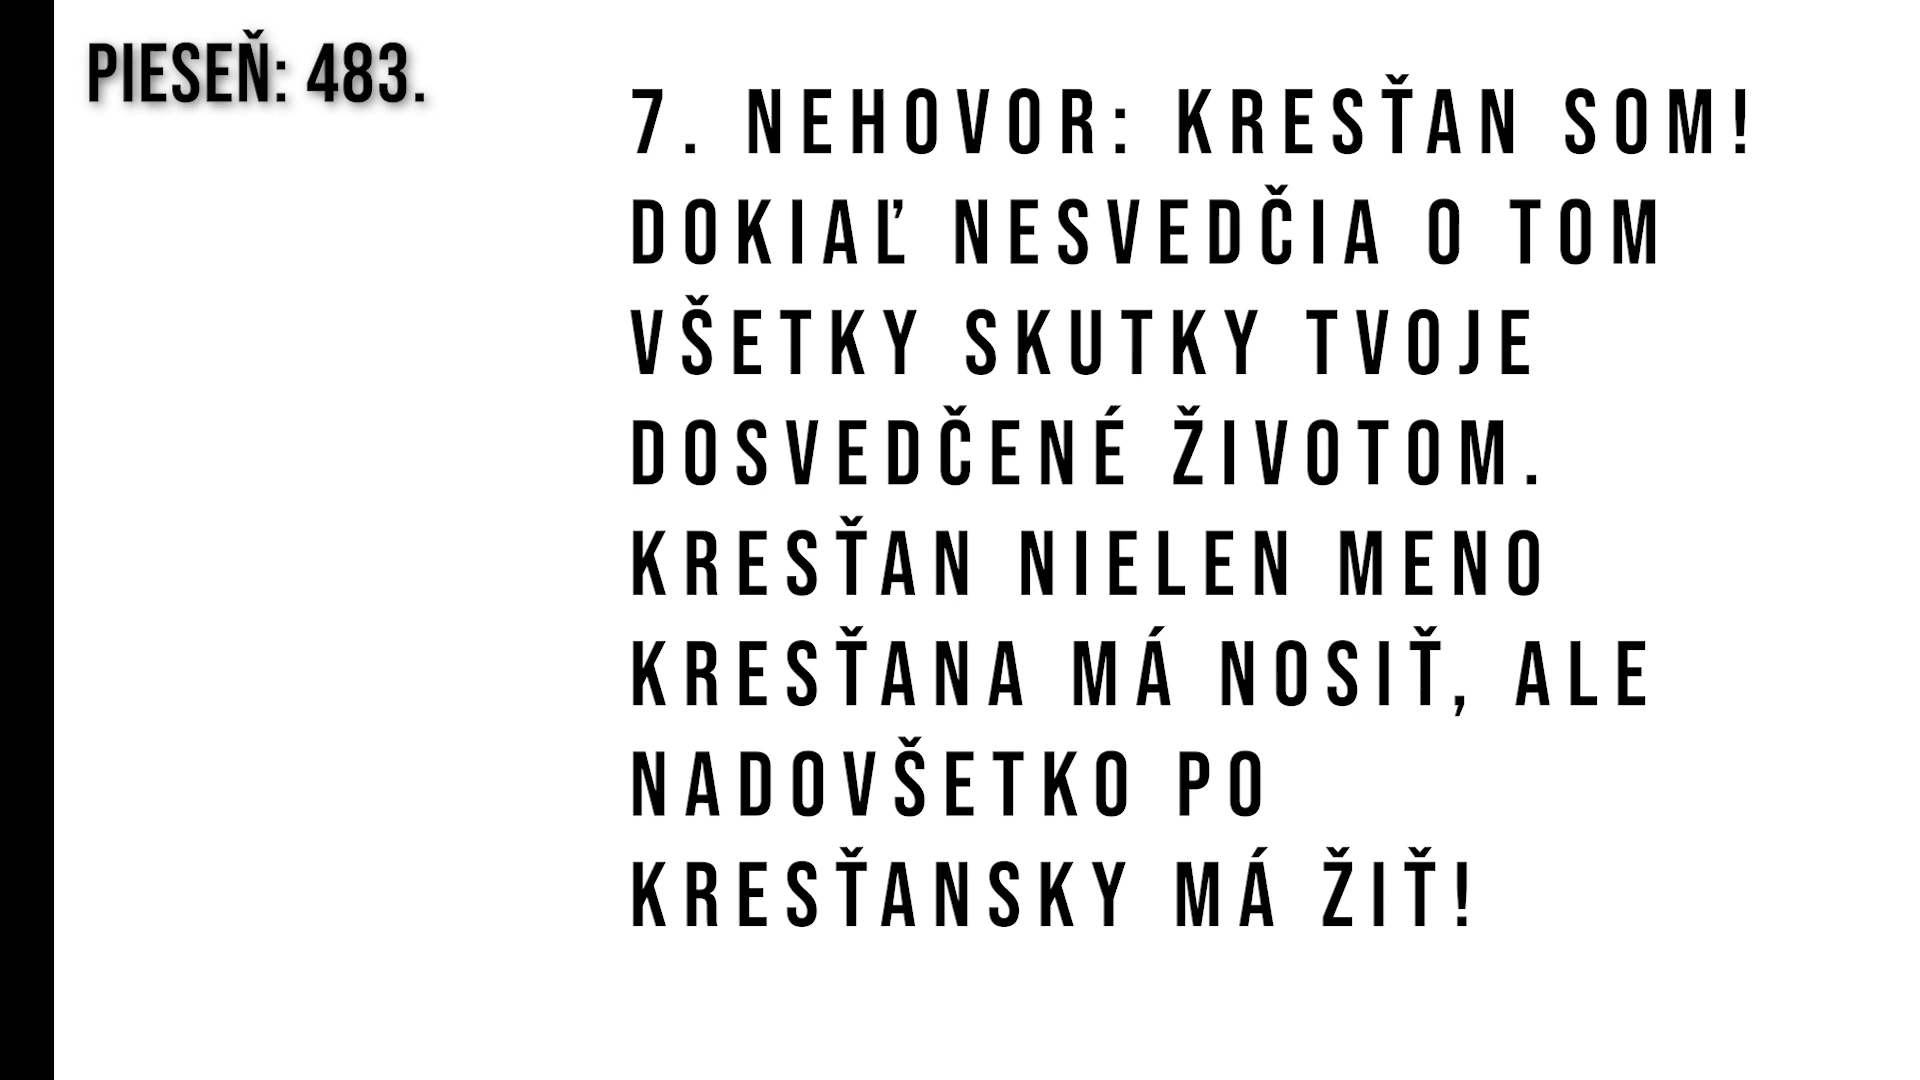 PIESEŇ: 483.
7. NEHOVOR: KRESŤAN SOM!
DOKIAĽ NESVEDČIA O TOM
VŠETKY SKUTKY TVOJE
DOSVEDČENÉ ŽIVOTOM.
KRESŤAN NIELEN MENO
KRESŤANA MÁ NOSIŤ, ALE
NADOVŠETKO PO
KRESŤANSKY MÁ ŽIŤ!